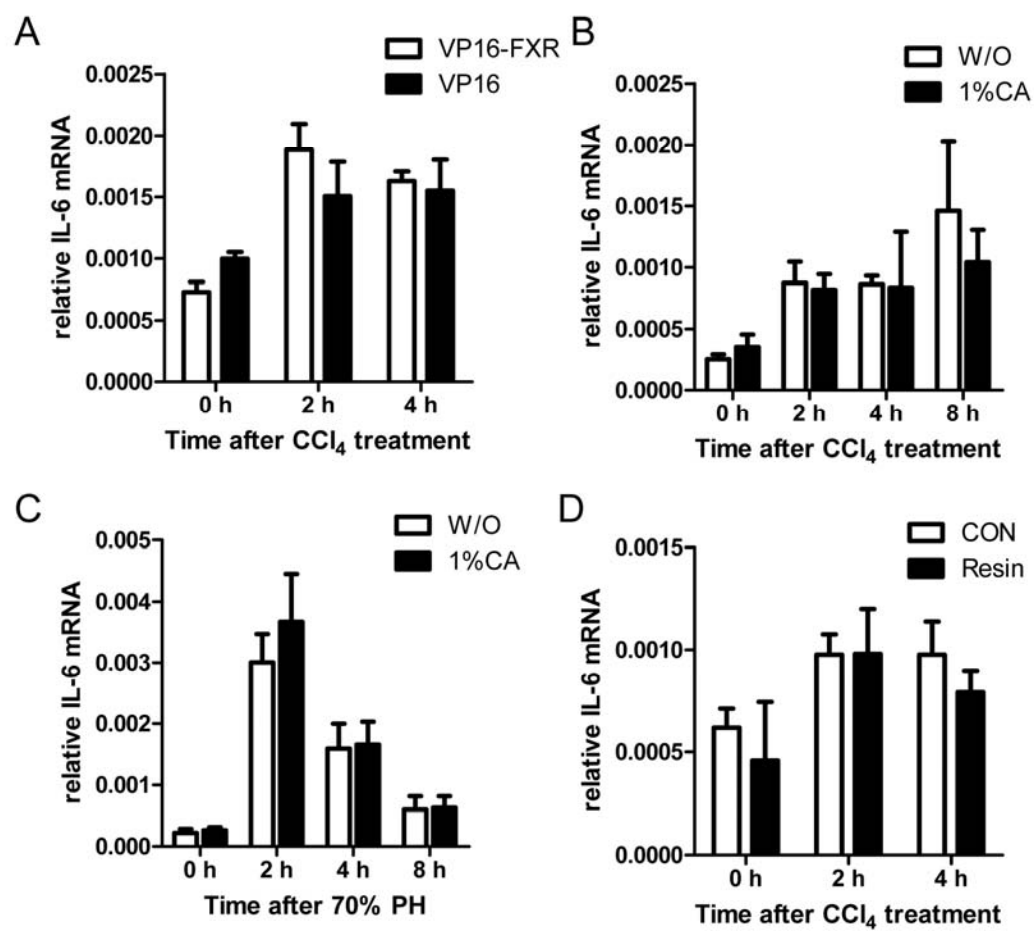 A
VP16-FXR
VP16
relative IL-6 mRNA
0.0025
0.0020
0.0015
0.0010
0.0005
0.0000
0 h 2 h 4 h
Time after CCl₄ treatment
B
W/O
1%CA
relative IL-6 mRNA
0.0025
0.0020
0.0015
0.0010
0.0005
0.0000
0 h 2 h 4 h 8 h
Time after CCl₄ treatment
C
W/O
1%CA
relative IL-6 mRNA
0.005
0.004
0.003
0.002
0.001
0.000
0 h 2 h 4 h 8 h
Time after 70% PH
D
CON
Resin
relative IL-6 mRNA
0.0015
0.0010
0.0005
0.0000
0 h 2 h 4 h
Time after CCl₄ treatment